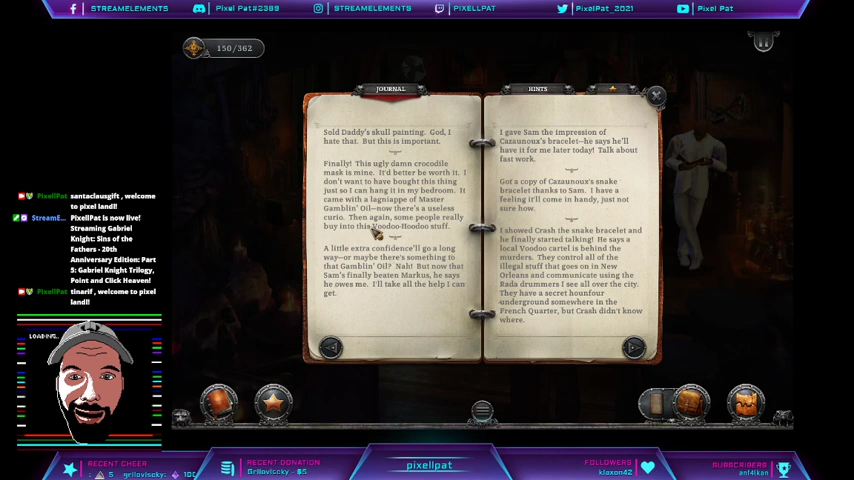 STREAMELEMENTS
Pixel Pat#2389
STREAMELEMENTS
PIXELLPAT
PixelPat_2021
Pixel Pat
150/362
JOURNAL
HINTS
Sold Daddy's skull painting. God, I
hate that. But this is important.
Finally! This ugly damn crocodile
mask is mine. It'd better be worth it. I
don't want to have bought this thing
just so I can hang it in my bedroom. It
came with a lagniappe of Master
Gamblin' Oil—now there's a useless
curio. Then again, some people really
buy into this Voodoo-Hoodoo stuff.
A little extra confidence'll go a long
way—or maybe there's something to
that Gamblin' Oil? Nah! But now that
Sam's finally beaten Markus, he says
he owes me. I'll take all the help I can
get.
I gave Sam the impression of
Cazaunoux's bracelet—he says he'll
have it for me later today! Talk about
fast work.
Got a copy of Cazaunoux's snake
bracelet thanks to Sam. I have a
feeling it'll come in handy, just not
sure how.
I showed Crash the snake bracelet and
he finally started talking! He says a
local Voodoo cartel is behind the
murders. They control all of the
illegal stuff that goes on in New
Orleans and communicate using the
Rada drummers I see all over the city.
They have a secret hounfour
underground somewhere in the
French Quarter, but Crash didn't know
where.
PixellPat santaclausgift , welcome
to pixel land!!
StreamE... PixellPat is now live!
Streaming Gabriel
Knight: Sins of the
Fathers - 20th
Anniversary Edition: Part
5: Gabriel Knight Trilogy,
Point and Click Heaven!
PixellPat tinarif , welcome to pixel
land!!
LOADING..
RECENT CHEER
: 5 grilloviscky: 100
RECENT DONATION
Grilloviscky - $5
pixellpat
FOLLOWERS
klaxon42
SUBSCRIBERS
an14lkan